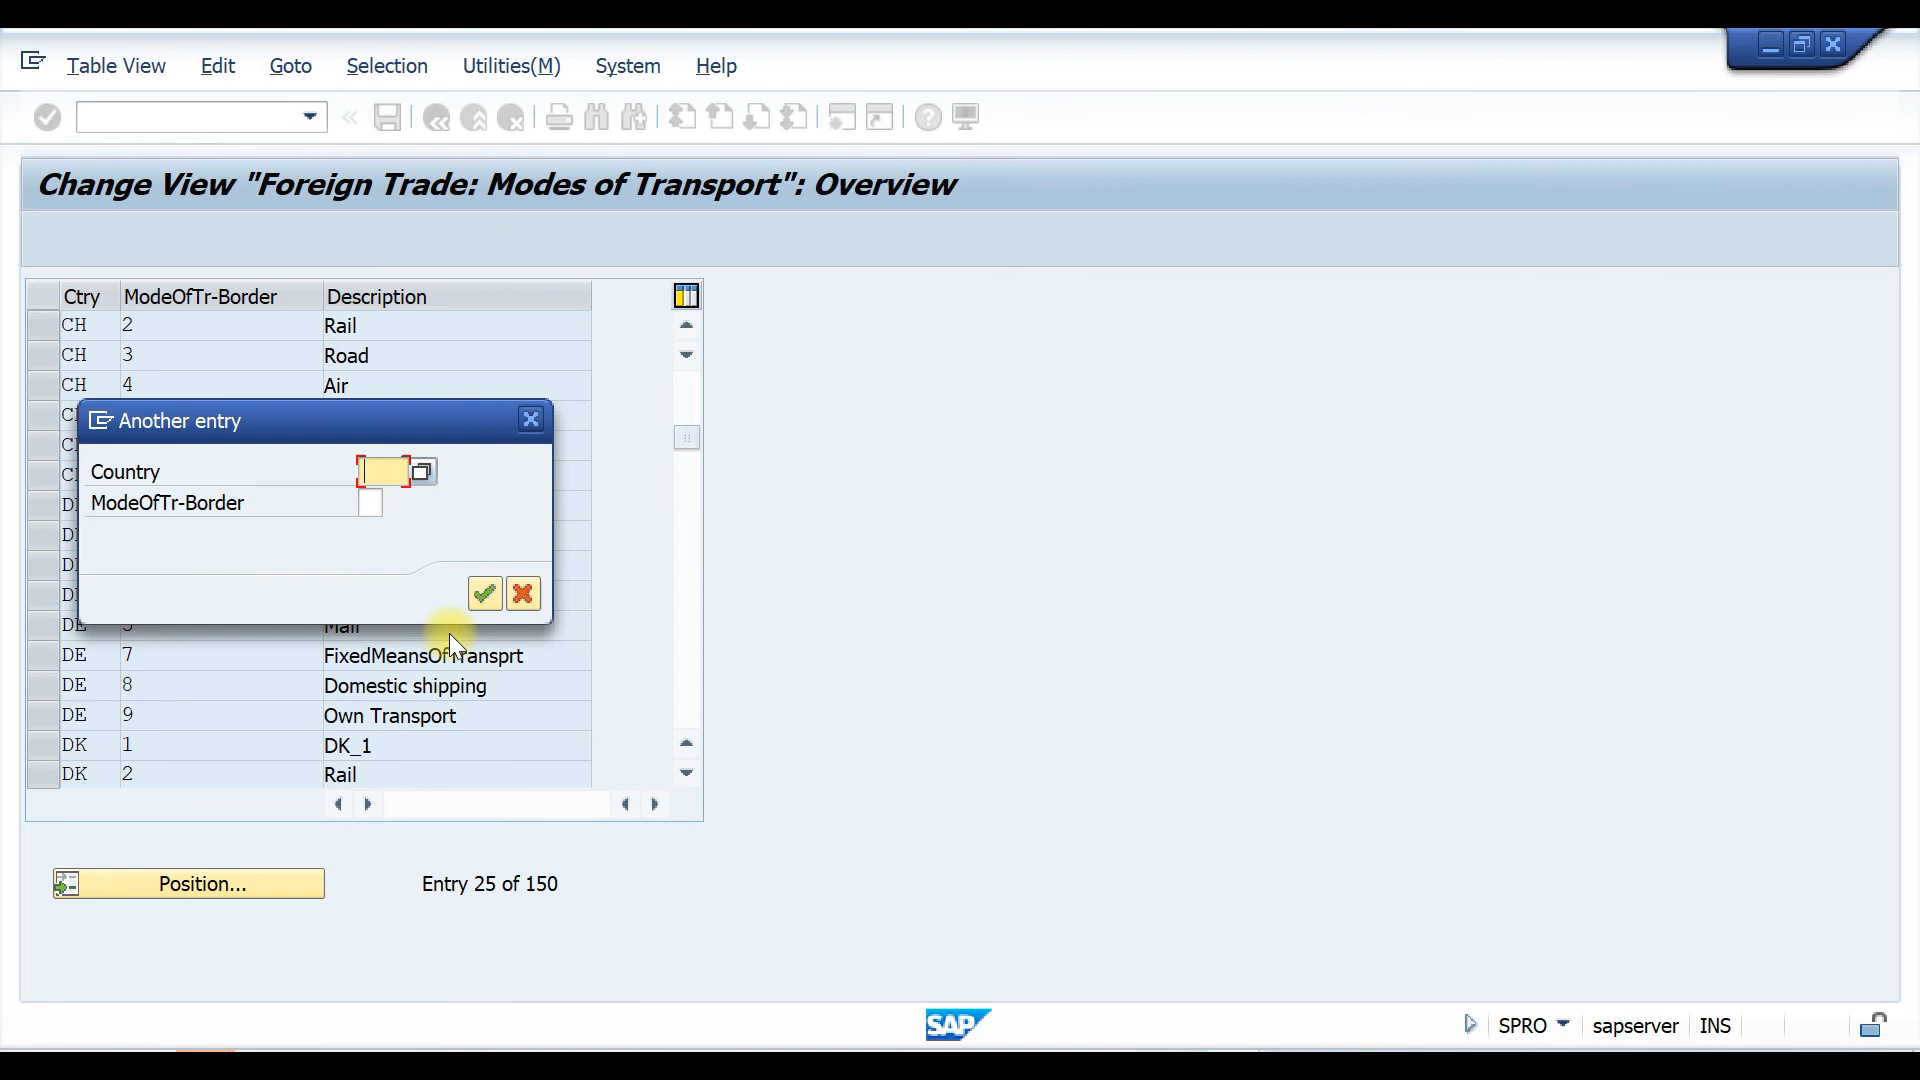 Table View Edit Goto Selection Utilities(M) System Help
Change View "Foreign Trade: Modes of Transport": Overview
Ctry ModeOfTr-Border Description
CH 2 Rail
CH 3 Road
CH 4 Air
Another entry
Country
ModeOfTr-Border
DE 7 FixedMeansOfTransprt
DE 8 Domestic shipping
DE 9 Own Transport
DK 1 DK_1
DK 2 Rail
Position... Entry 25 of 150
SAP SPRO sapserver INS